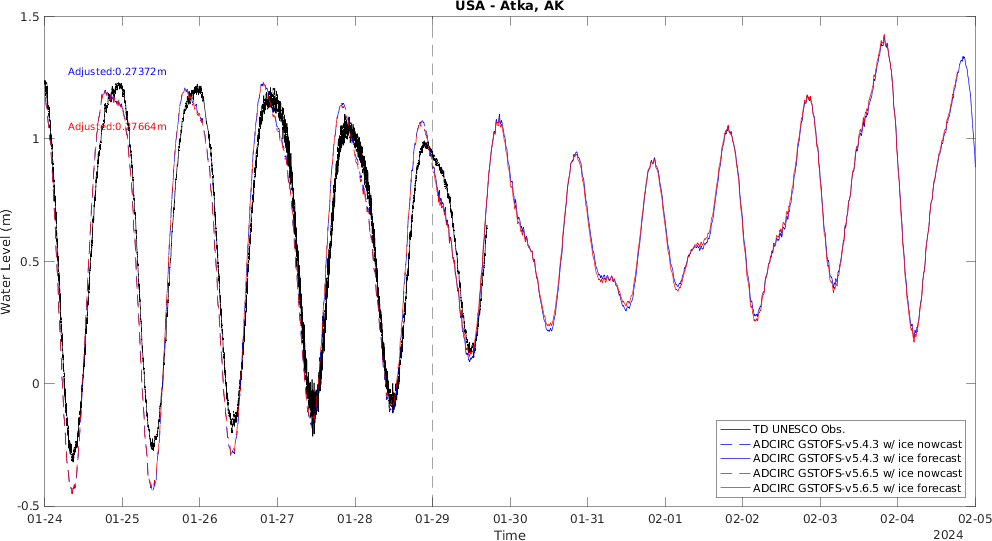 USA - Atka, AK
1.5
1
0.5
0
-0.5
Water Level (m)
Adjusted:0.27372m
Adjusted:0.27664m
TD UNESCO Obs.
ADCIRC GSTOFS-v5.4.3 w/ ice nowcast
ADCIRC GSTOFS-v5.4.3 w/ ice forecast
ADCIRC GSTOFS-v5.6.5 w/ ice nowcast
ADCIRC GSTOFS-v5.6.5 w/ ice forecast
01-24 01-25 01-26 01-27 01-28 01-29 01-30 01-31 02-01 02-02 02-03 02-04 02-05
Time
2024